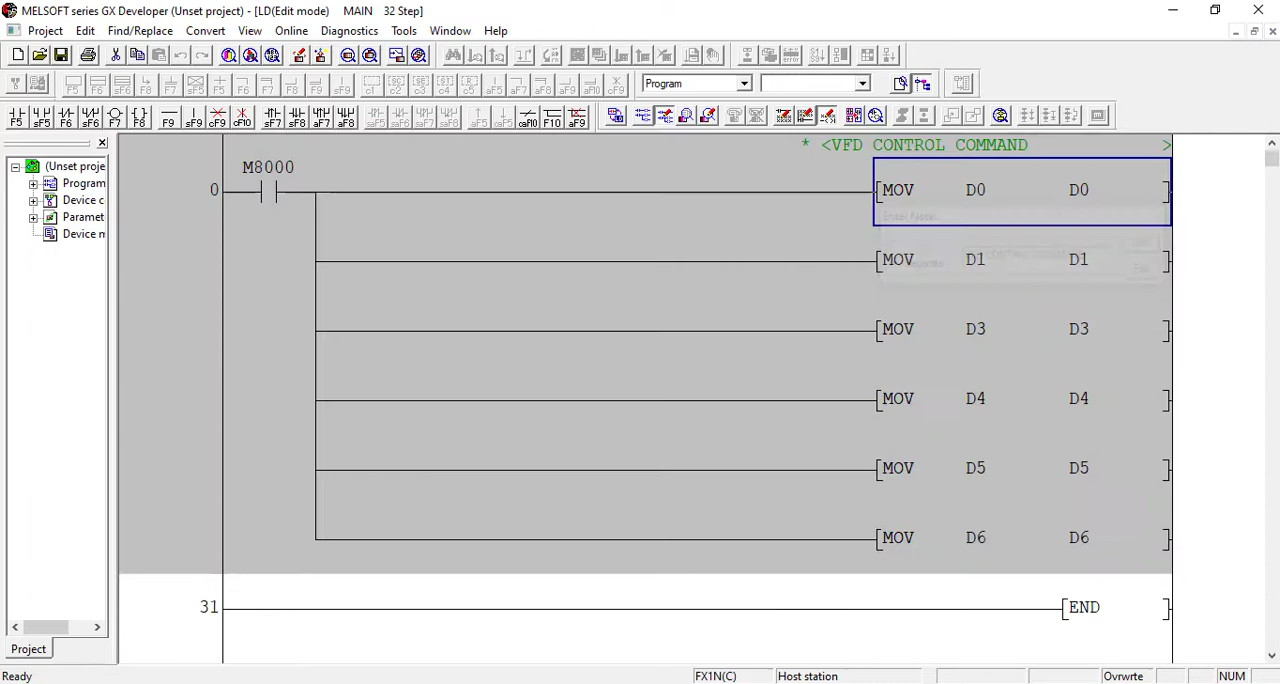 MELSOFT series GX Developer (Unset project) - [LD(Edit mode) MAIN 32 Step]
Project Edit Find/Replace Convert View Online Diagnostics Tools Window Help
Program
(Unset proje
Program
Device c
Paramet
Device m
Project
* <VFD CONTROL COMMAND >
M8000
0
[MOV D0 D0 ]
Enter Note...
[MOV D1 D1 ]
[MOV D3 D3 ]
[MOV D4 D4 ]
[MOV D5 D5 ]
[MOV D6 D6 ]
31
[END ]
Ready
FX1N(C)
Host station
Ovrwrte
NUM